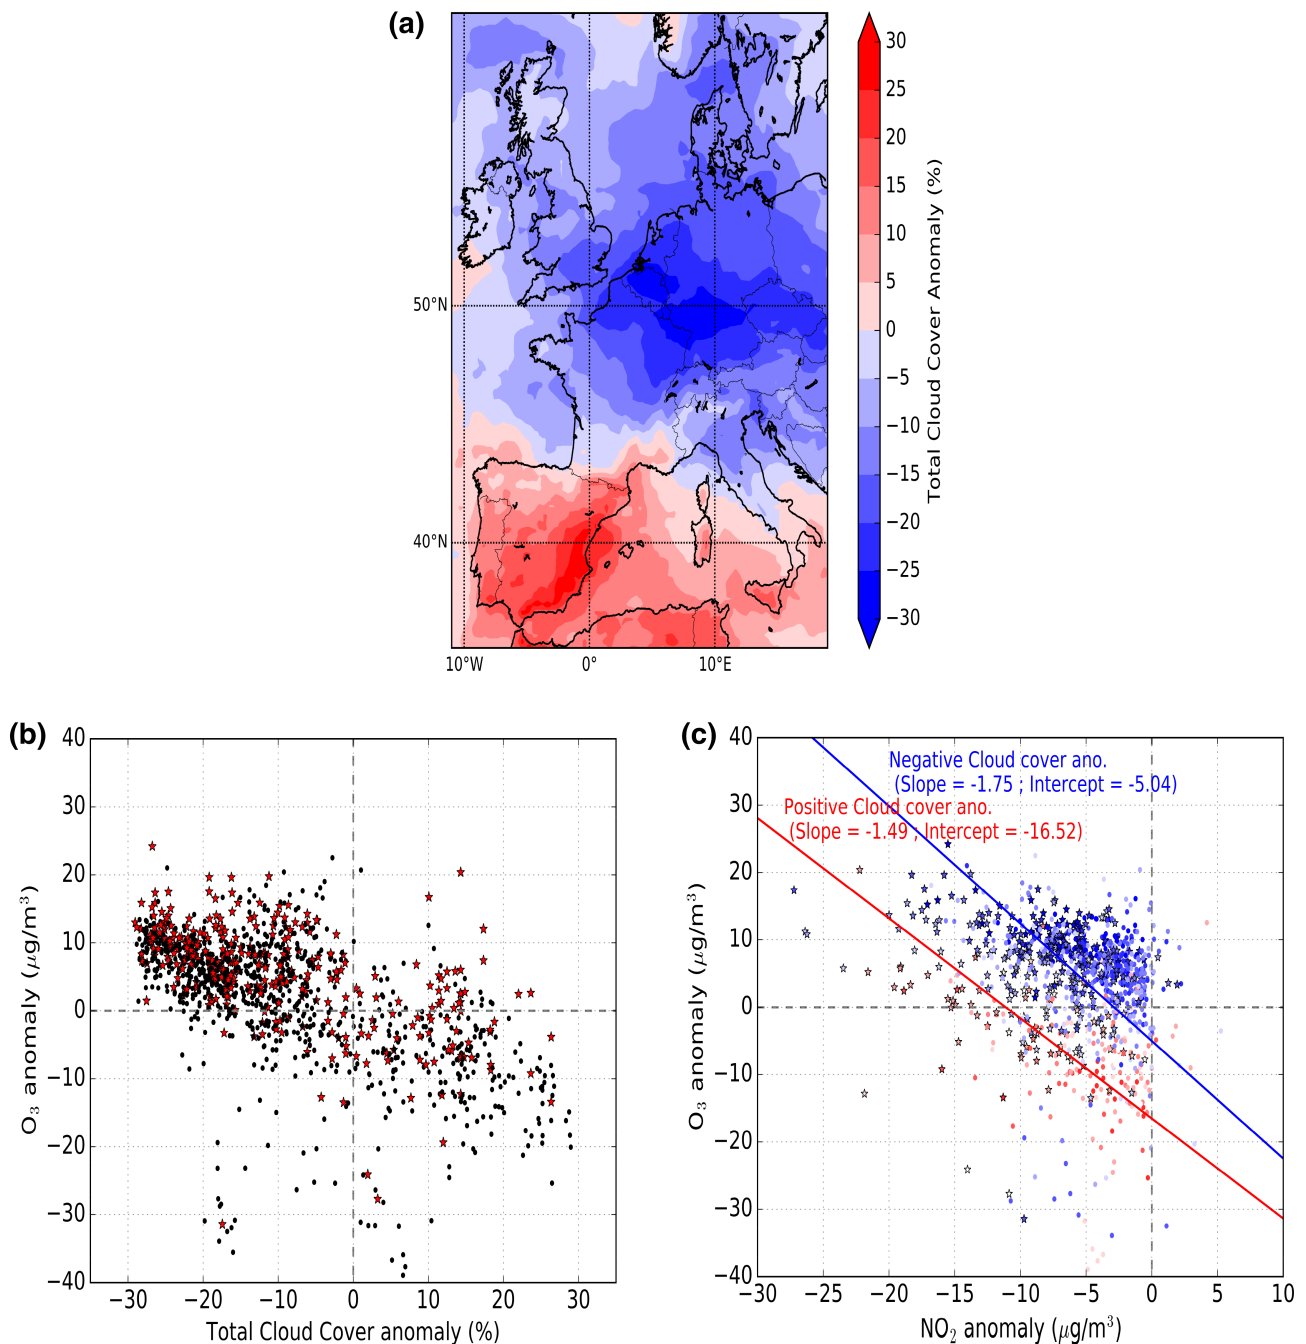 (a)
50°N
40°N
10°W 0° 10°E
30
25
20
15
10
5
0
−5
−10
−15
−20
−25
−30
Total Cloud Cover Anomaly (%)
(b)
40
30
20
10
0
−10
−20
−30
−40
O₃ anomaly (μg/m³)
−30 −20 −10 0 10 20 30
Total Cloud Cover anomaly (%)
(c)
40
30
20
10
0
−10
−20
−30
−40
O₃ anomaly (μg/m³)
Negative Cloud cover ano.
(Slope = -1.75 ; Intercept = -5.04)
Positive Cloud cover ano.
(Slope = -1.49 ; Intercept = -16.52)
−30 −25 −20 −15 −10 −5 0 5 10
NO₂ anomaly (μg/m³)